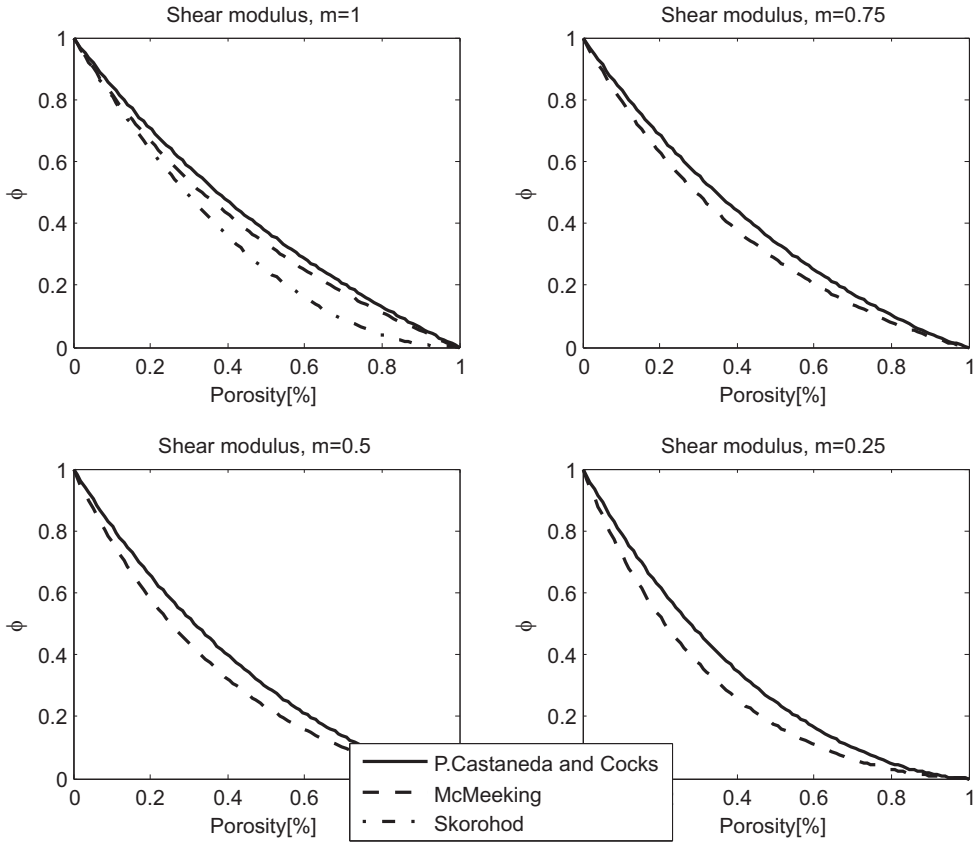 Shear modulus, m=1
1
0.8
0.6
0.4
0.2
0
ϕ
0 0.2 0.4 0.6 0.8 1
Porosity[%]
Shear modulus, m=0.75
1
0.8
0.6
0.4
0.2
0
ϕ
0 0.2 0.4 0.6 0.8 1
Porosity[%]
Shear modulus, m=0.5
1
0.8
0.6
0.4
0.2
0
ϕ
0 0.2 0.4 0.6
Porosity[%]
Shear modulus, m=0.25
1
0.8
0.6
0.4
0.2
ϕ
0.4 0.6 0.8 1
Porosity[%]
P.Castaneda and Cocks
McMeeking
Skorohod